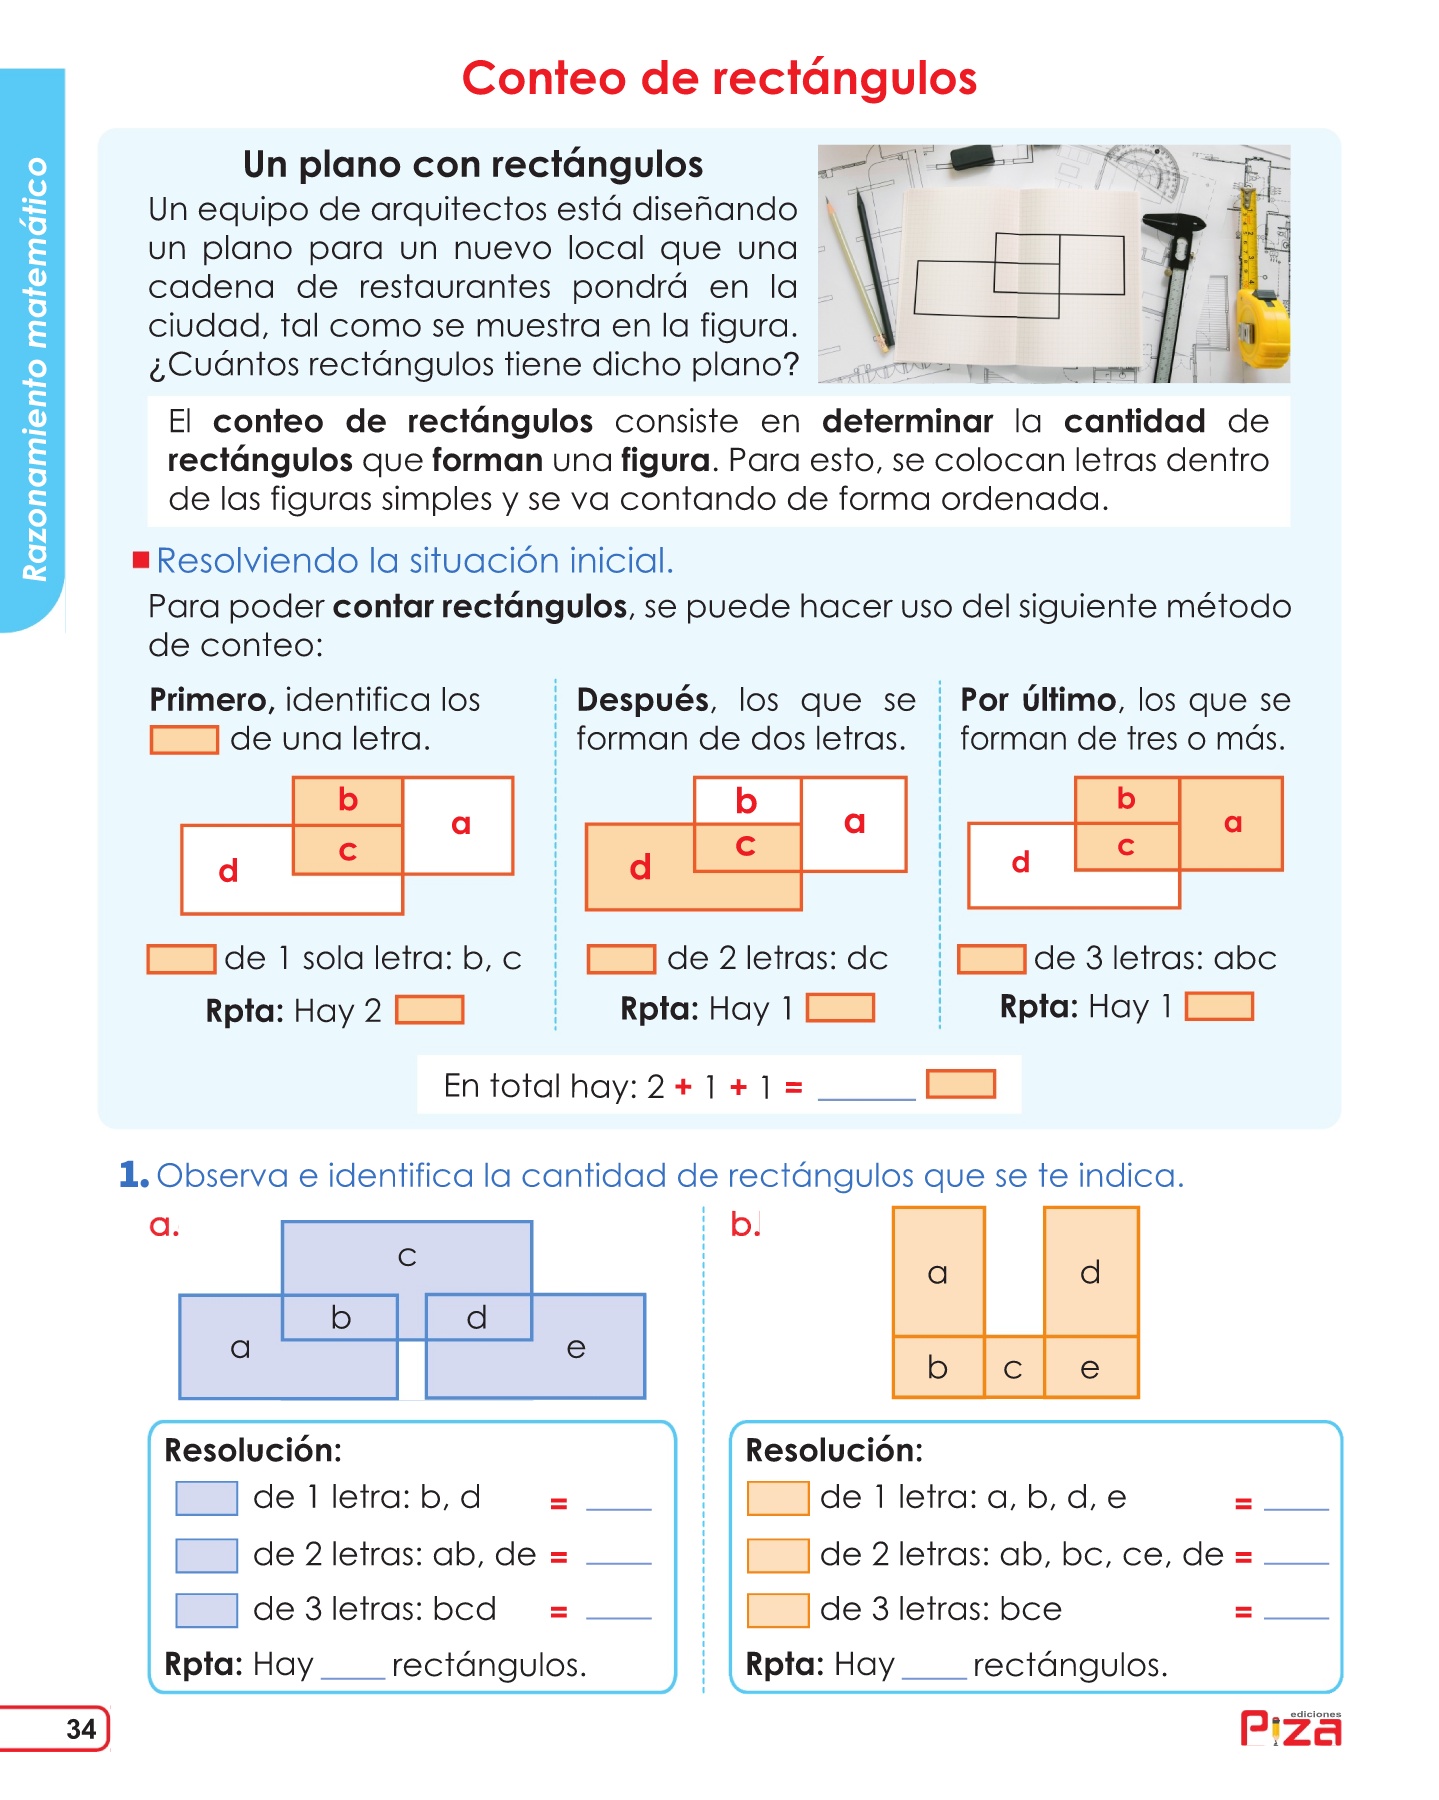 Conteo de rectángulos
Razonamiento matemático
Un plano con rectángulos
Un equipo de arquitectos está diseñando
un plano para un nuevo local que una
cadena de restaurantes pondrá en la
ciudad, tal como se muestra en la figura.
¿Cuántos rectángulos tiene dicho plano?
El conteo de rectángulos consiste en determinar la cantidad de
rectángulos que forman una figura. Para esto, se colocan letras dentro
de las figuras simples y se va contando de forma ordenada.
Resolviendo la situación inicial.
Para poder contar rectángulos, se puede hacer uso del siguiente método
de conteo:
Primero, identifica los
de una letra.
b
a
c
d
de 1 sola letra: b, c
Rpta: Hay 2
Después, los que se
forman de dos letras.
b
a
c
d
de 2 letras: dc
Rpta: Hay 1
Por último, los que se
forman de tres o más.
b
a
c
d
de 3 letras: abc
Rpta: Hay 1
En total hay: 2 + 1 + 1 = ______
1. Observa e identifica la cantidad de rectángulos que se te indica.
a.
c
b
d
a
e
Resolución:
de 1 letra: b, d = ____
de 2 letras: ab, de = ____
de 3 letras: bcd = ____
Rpta: Hay ____ rectángulos.
b.
a
d
b
c
e
Resolución:
de 1 letra: a, b, d, e = ____
de 2 letras: ab, bc, ce, de = ____
de 3 letras: bce = ____
Rpta: Hay ____ rectángulos.
34
ediciones
Piza